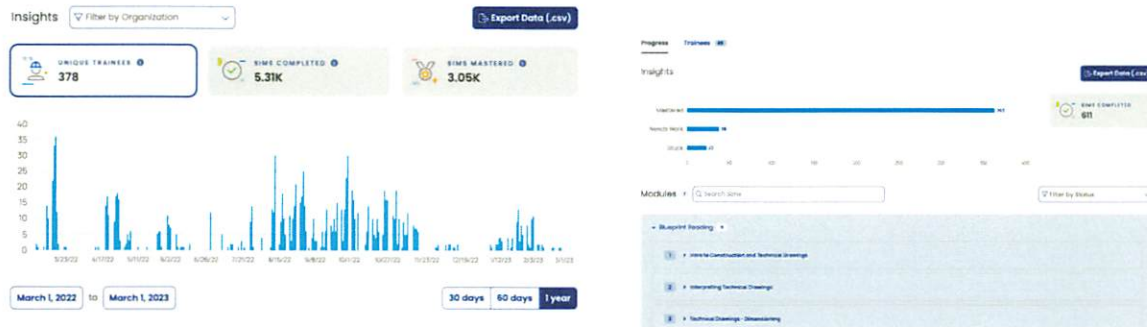 Insights Filter by Organization Export Data (.csv)
UNIQUE TRAINEES
378
SIMS COMPLETED
5.31K
SIMS MASTERED
3.05K
40
35
30
25
20
15
10
5
0
3/23/22 4/17/22 5/11/22 6/2/22 6/26/22 7/21/22 8/15/22 9/8/22 10/1/22 10/27/22 11/23/22 12/18/22 1/12/23 2/3/23 3/1/23
March 1, 2022 to March 1, 2023
30 days 60 days 1 year
Progress Trainees
Insights
Export Data (.csv
Mastered
Needs Work
Stuck
SIMS COMPLETED
611
Modules Search Sims Filter by Status
Blueprint Reading
1 Intro to Construction and Technical Drawings
2 Interpreting Technical Drawings
3 Technical Drawings - Dimensioning